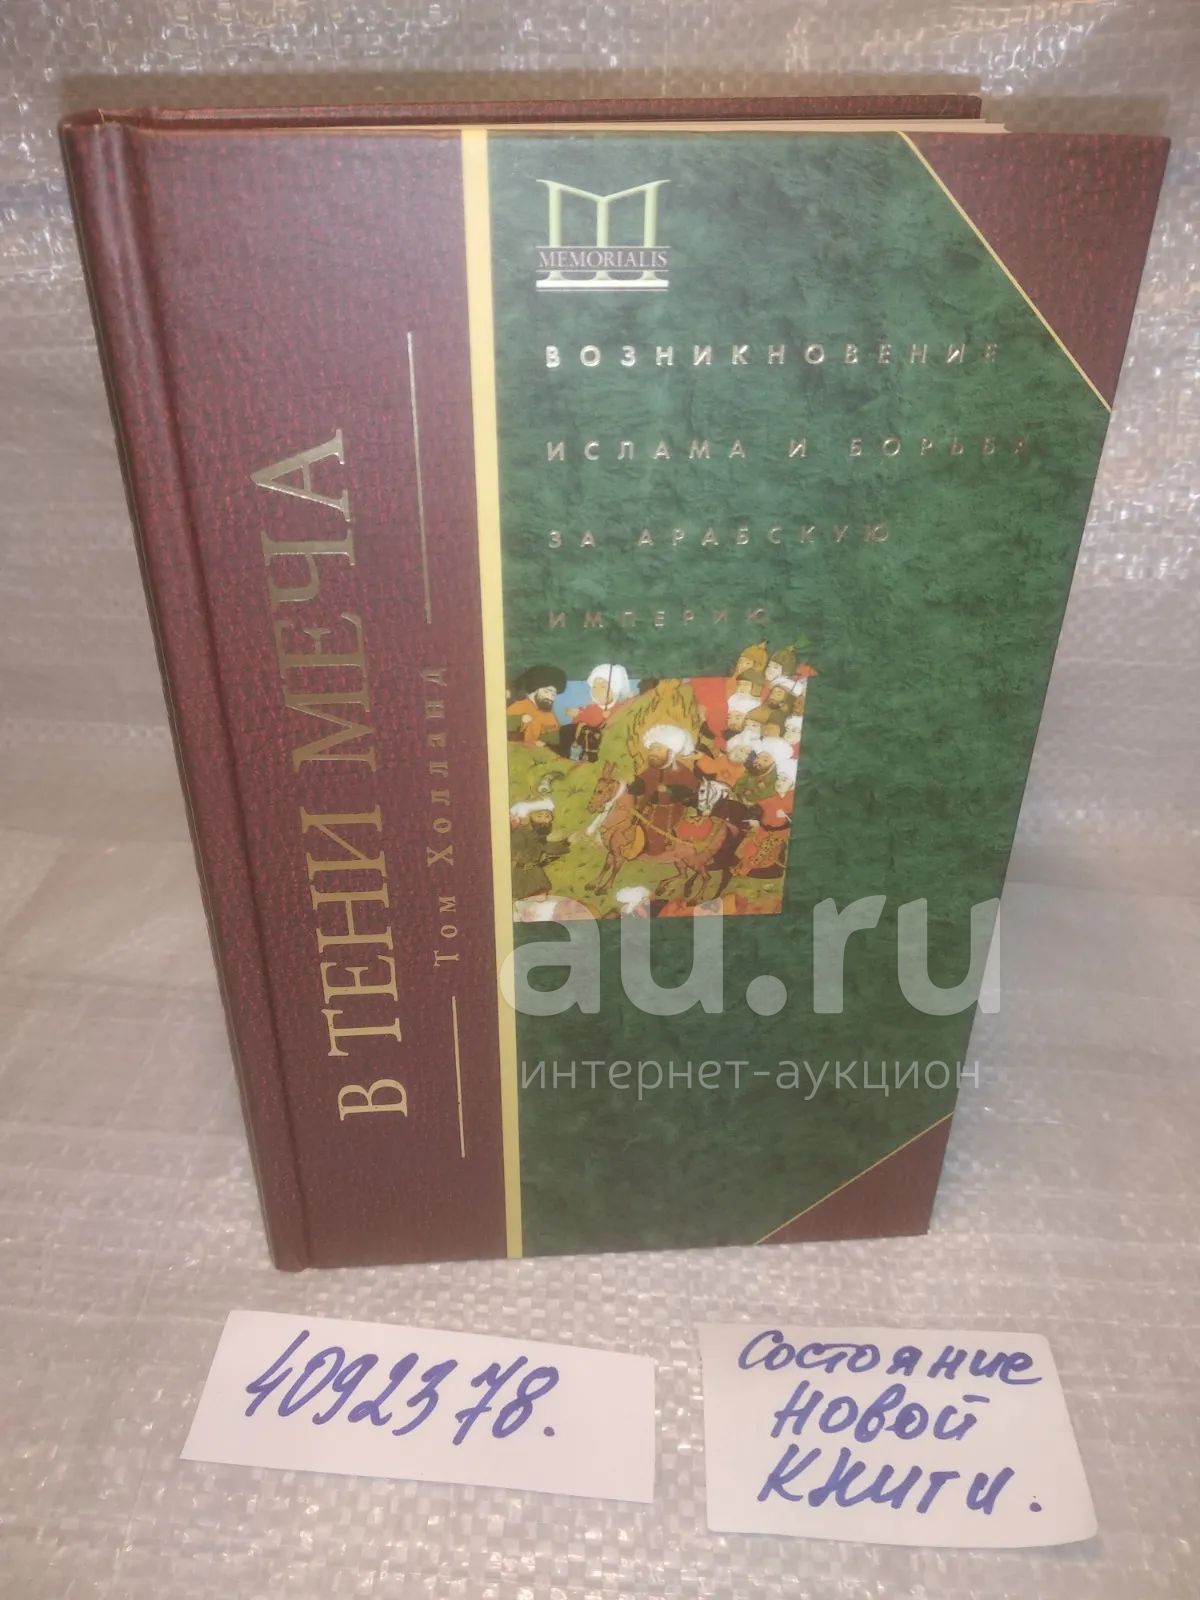 MEMORIALIS
ВОЗНИКНОВЕНИЕ
ИСЛАМА И БОРЬБА
ЗА АРАБСКУЮ
ИМПЕРИЮ
В ТЕНИ МЕЧА
Том Холланд
au.ru
интернет-аукцион
4092378.
Состояние
новой
книги.